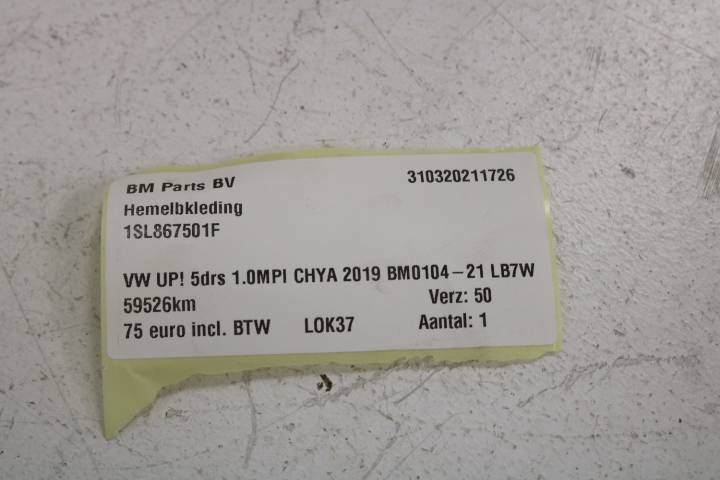 BM Parts BV 310320211726
Hemelbkleding
1SL867501F
VW UP! 5drs 1.0MPI CHYA 2019 BM0104-21 LB7W
59526km Verz: 50
75 euro incl. BTW LOK37 Aantal: 1